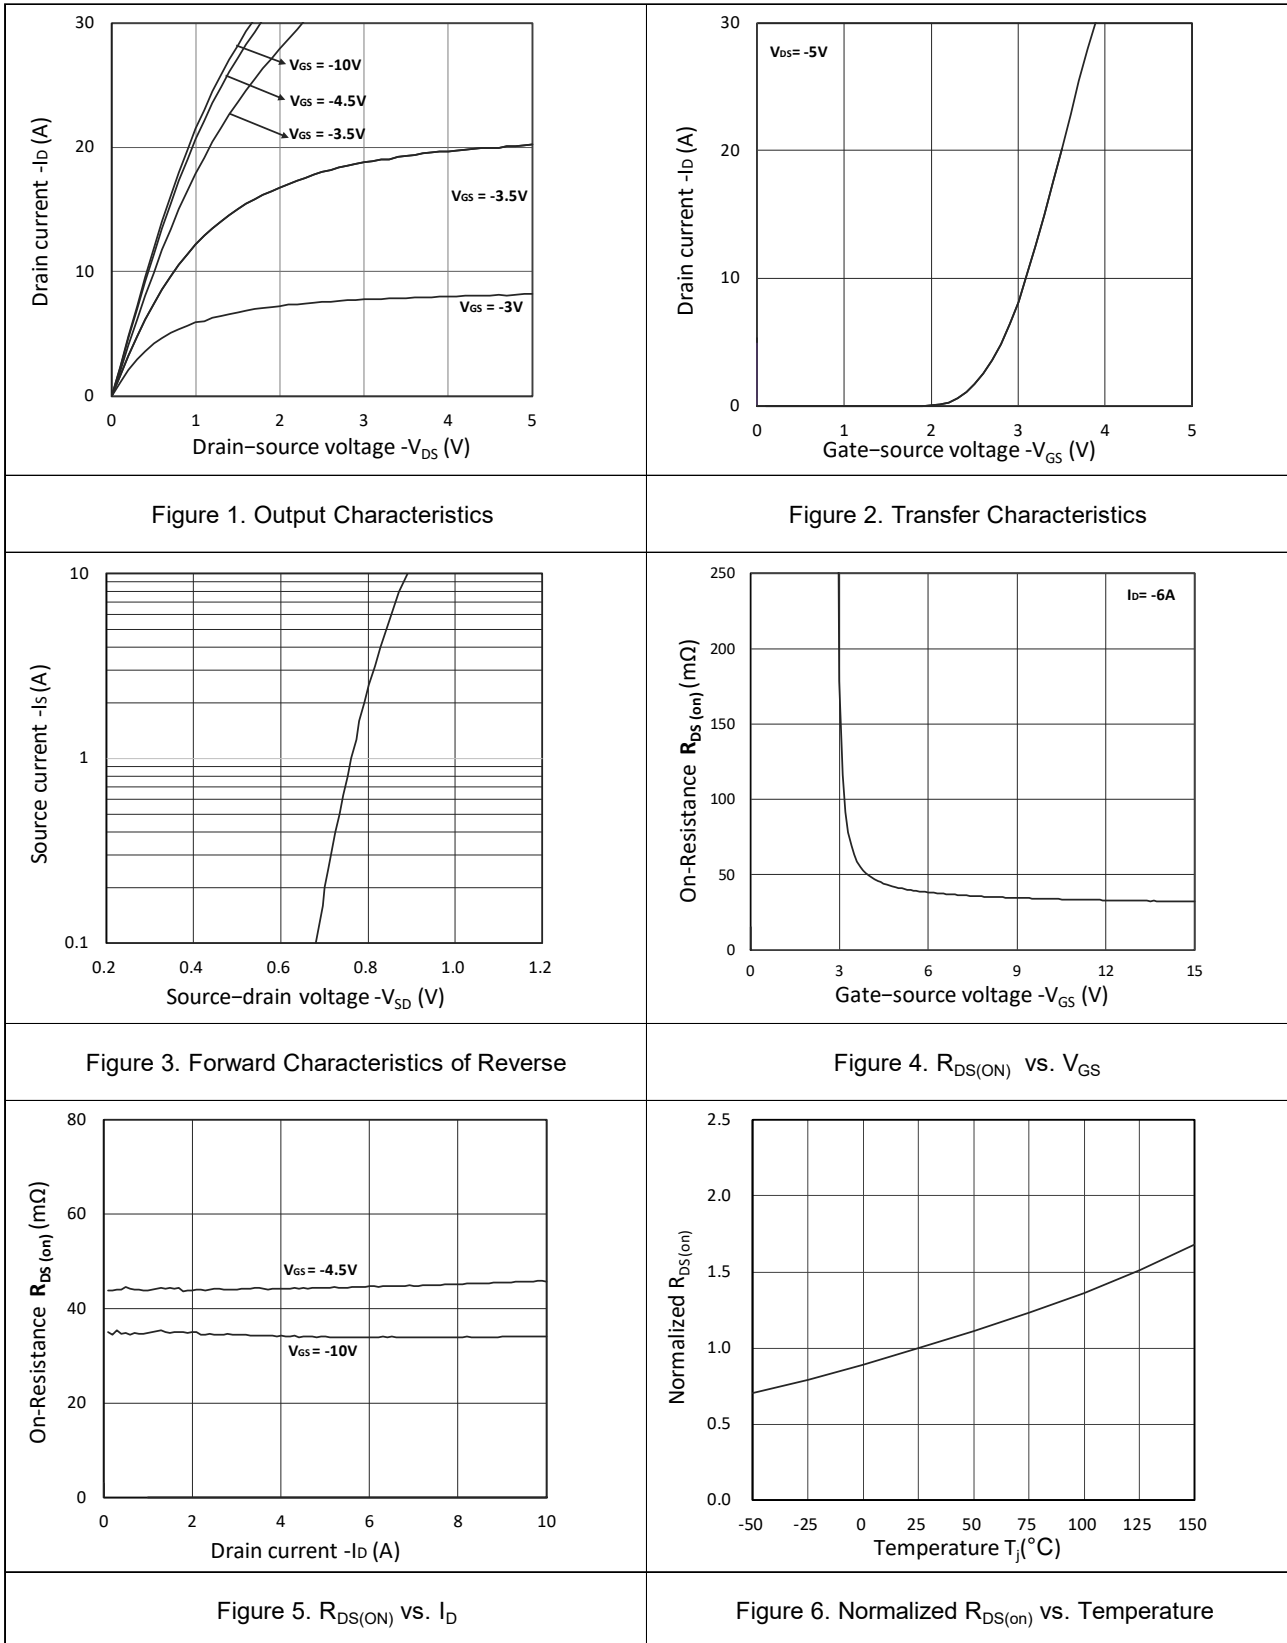 30
20
10
0
0 1 2 3 4 5
Drain current -ID (A)
VGS = -10V
VGS = -4.5V
VGS = -3.5V
VGS = -3.5V
VGS = -3V
Drain−source voltage -VDS (V)
Figure 1. Output Characteristics
30
20
10
0
0 1 2 3 4 5
Drain current -ID (A)
VDS= -5V
Gate−source voltage -VGS (V)
Figure 2. Transfer Characteristics
10
1
0.1
0.2 0.4 0.6 0.8 1.0 1.2
Source current -IS (A)
Source−drain voltage -VSD (V)
Figure 3. Forward Characteristics of Reverse
250
200
150
100
50
0
0 3 6 9 12 15
On-Resistance RDS (on) (mΩ)
ID= -6A
Gate−source voltage -VGS (V)
Figure 4. RDS(ON) vs. VGS
80
60
40
20
0
0 2 4 6 8 10
On-Resistance RDS (on) (mΩ)
VGS = -4.5V
VGS = -10V
Drain current -ID (A)
Figure 5. RDS(ON) vs. ID
2.5
2.0
1.5
1.0
0.5
0.0
-50 -25 0 25 50 75 100 125 150
Normalized RDS(on)
Temperature Tj(°C)
Figure 6. Normalized RDS(on) vs. Temperature